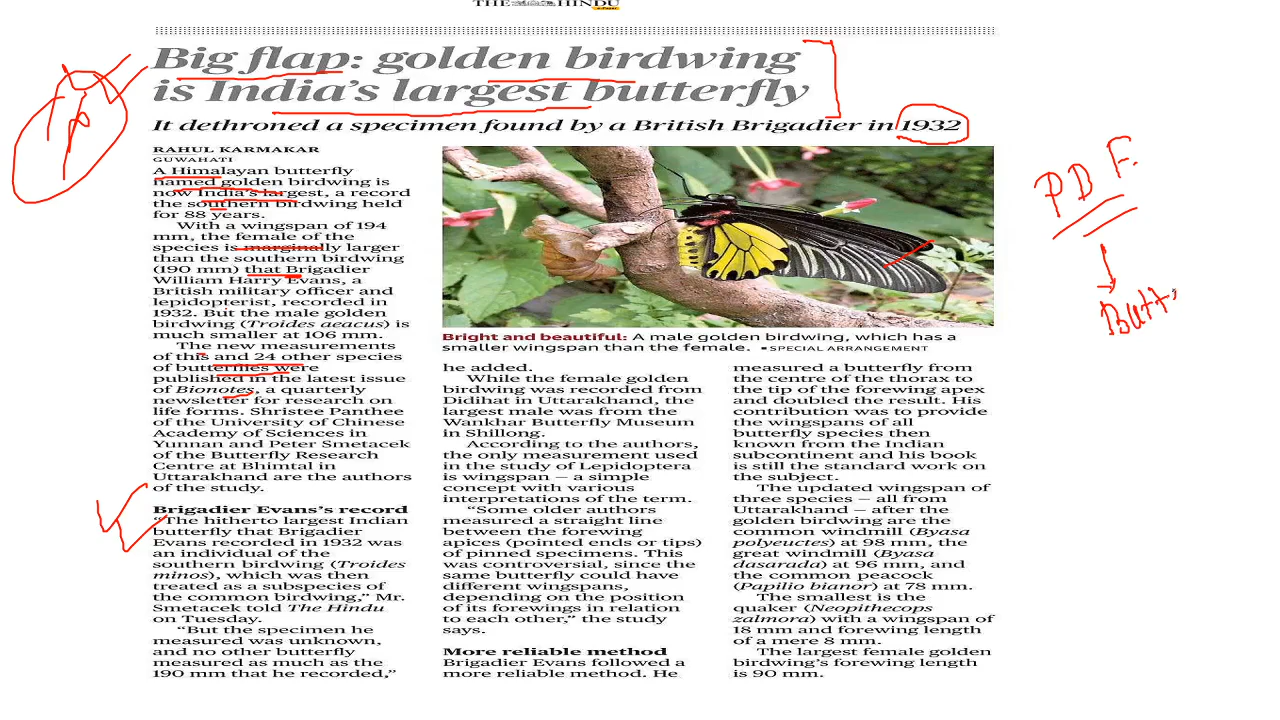 THE HINDU
Big flap: golden birdwing
is India's largest butterfly
It dethroned a specimen found by a British Brigadier in 1932
RAHUL KARMAKAR
GUWAHATI
A Himalayan butterfly
named golden birdwing is
now India's largest, a record
the southern birdwing held
for 88 years.
With a wingspan of 194
mm, the female of the
species is marginally larger
than the southern birdwing
(190 mm) that Brigadier
William Harry Evans, a
British military officer and
lepidopterist, recorded in
1932. But the male golden
birdwing (Troides aeacus) is
much smaller at 106 mm.
The new measurements
of this and 24 other species
of butterflies were
published in the latest issue
of Bionotes, a quarterly
newsletter for research on
life forms. Shristee Panthee
of the University of Chinese
Academy of Sciences in
Yunnan and Peter Smetacek
of the Butterfly Research
Centre at Bhimtal in
Uttarakhand are the authors
of the study.
Brigadier Evans's record
"The hitherto largest Indian
butterfly that Brigadier
Evans recorded in 1932 was
an individual of the
southern birdwing (Troides
minos), which was then
treated as a subspecies of
the common birdwing," Mr.
Smetacek told The Hindu
on Tuesday.
"But the specimen he
measured was unknown,
and no other butterfly
measured as much as the
190 mm that he recorded,"
Bright and beautiful: A male golden birdwing, which has a
smaller wingspan than the female. •SPECIAL ARRANGEMENT
he added.
While the female golden
birdwing was recorded from
Didihat in Uttarakhand, the
largest male was from the
Wankhar Butterfly Museum
in Shillong.
According to the authors,
the only measurement used
in the study of Lepidoptera
is wingspan – a simple
concept with various
interpretations of the term.
"Some older authors
measured a straight line
between the forewing
apices (pointed ends or tips)
of pinned specimens. This
was controversial, since the
same butterfly could have
different wingspans,
depending on the position
of its forewings in relation
to each other," the study
says.
More reliable method
Brigadier Evans followed a
more reliable method. He
measured a butterfly from
the centre of the thorax to
the tip of the forewing apex
and doubled the result. His
contribution was to provide
the wingspans of all
butterfly species then
known from the Indian
subcontinent and his book
is still the standard work on
the subject.
The updated wingspan of
three species – all from
Uttarakhand – after the
golden birdwing are the
common windmill (Byasa
polyeuctes) at 98 mm, the
great windmill (Byasa
dasarada) at 96 mm, and
the common peacock
(Papilio bianor) at 78 mm.
The smallest is the
quaker (Neopithecops
zalmora) with a wingspan of
18 mm and forewing length
of a mere 8 mm.
The largest female golden
birdwing's forewing length
is 90 mm.
PDF
Butt